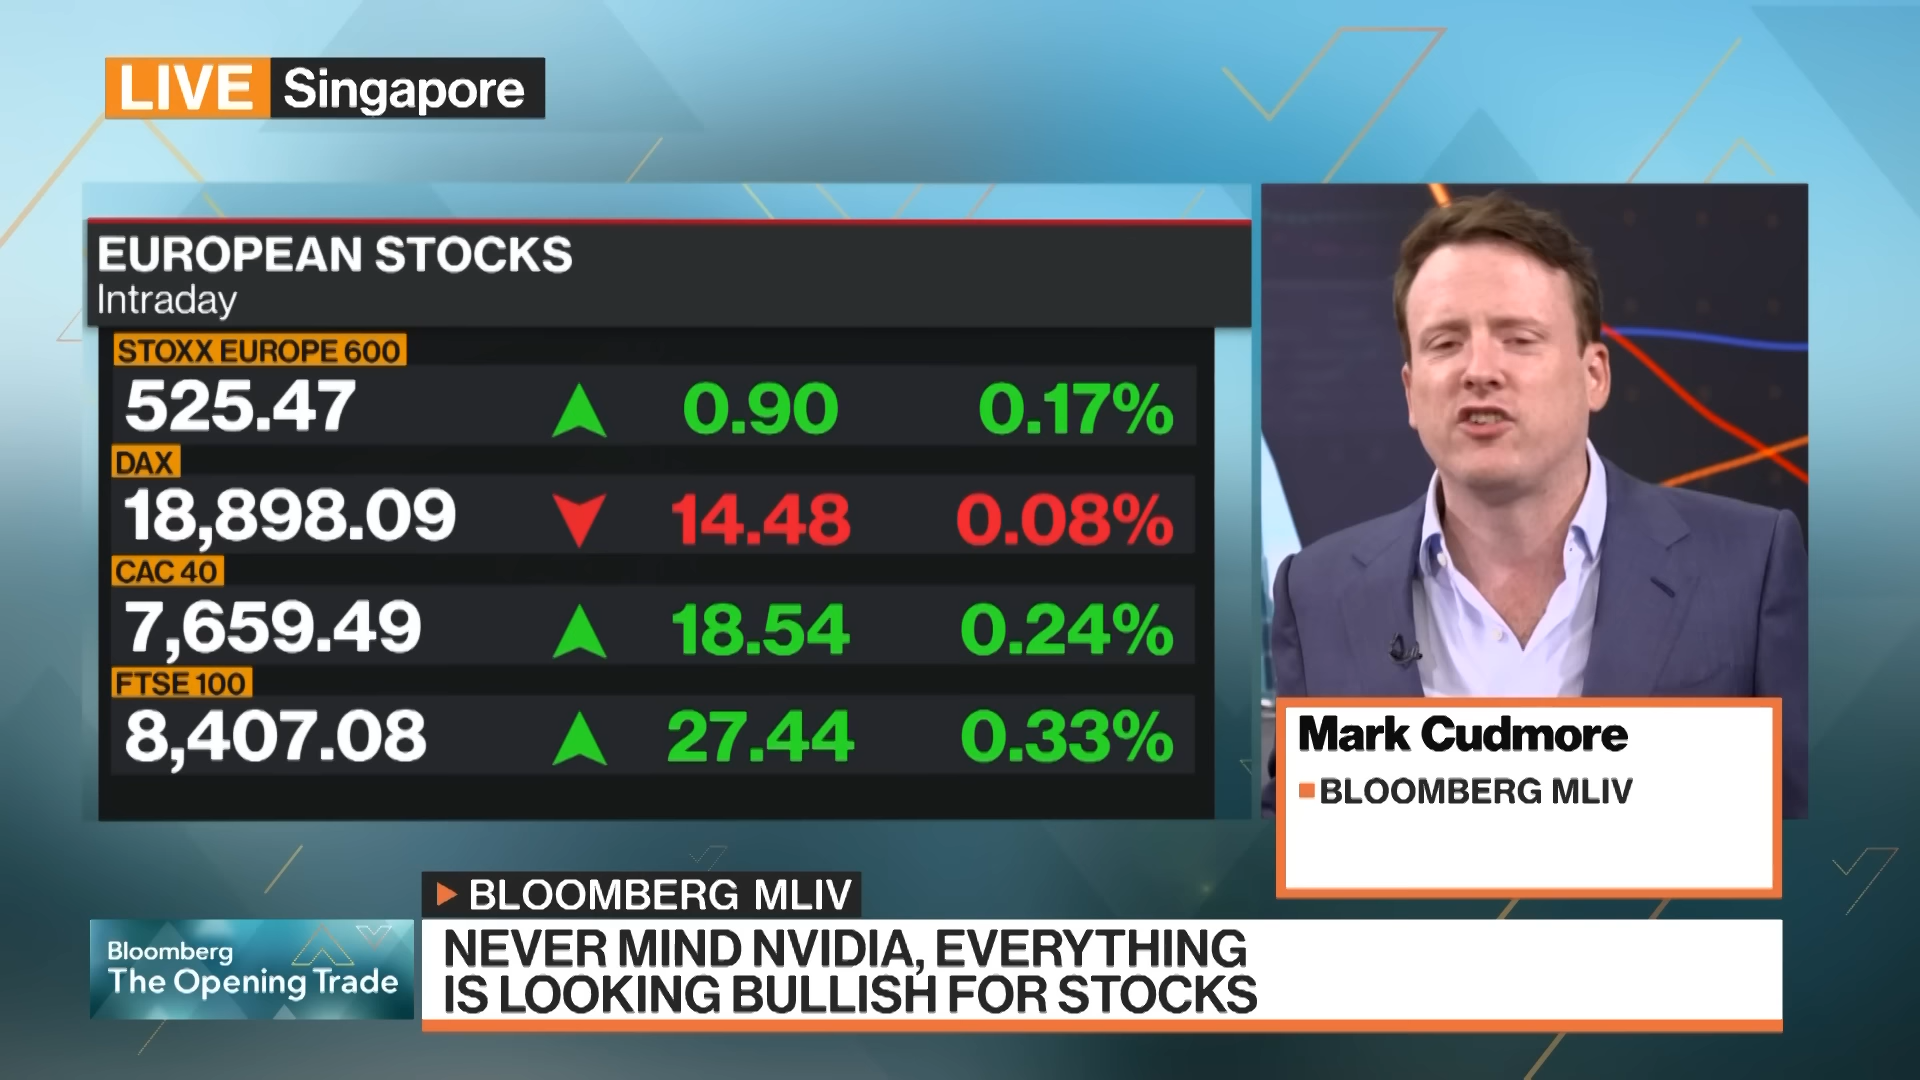 LIVE Singapore
EUROPEAN STOCKS
Intraday
STOXX EUROPE 600
525.47 ▲ 0.90 0.17%
DAX
18,898.09 ▼ 14.48 0.08%
CAC 40
7,659.49 ▲ 18.54 0.24%
FTSE 100
8,407.08 ▲ 27.44 0.33%
Mark Cudmore
BLOOMBERG MLIV
BLOOMBERG MLIV
NEVER MIND NVIDIA, EVERYTHING
IS LOOKING BULLISH FOR STOCKS
Bloomberg
The Opening Trade